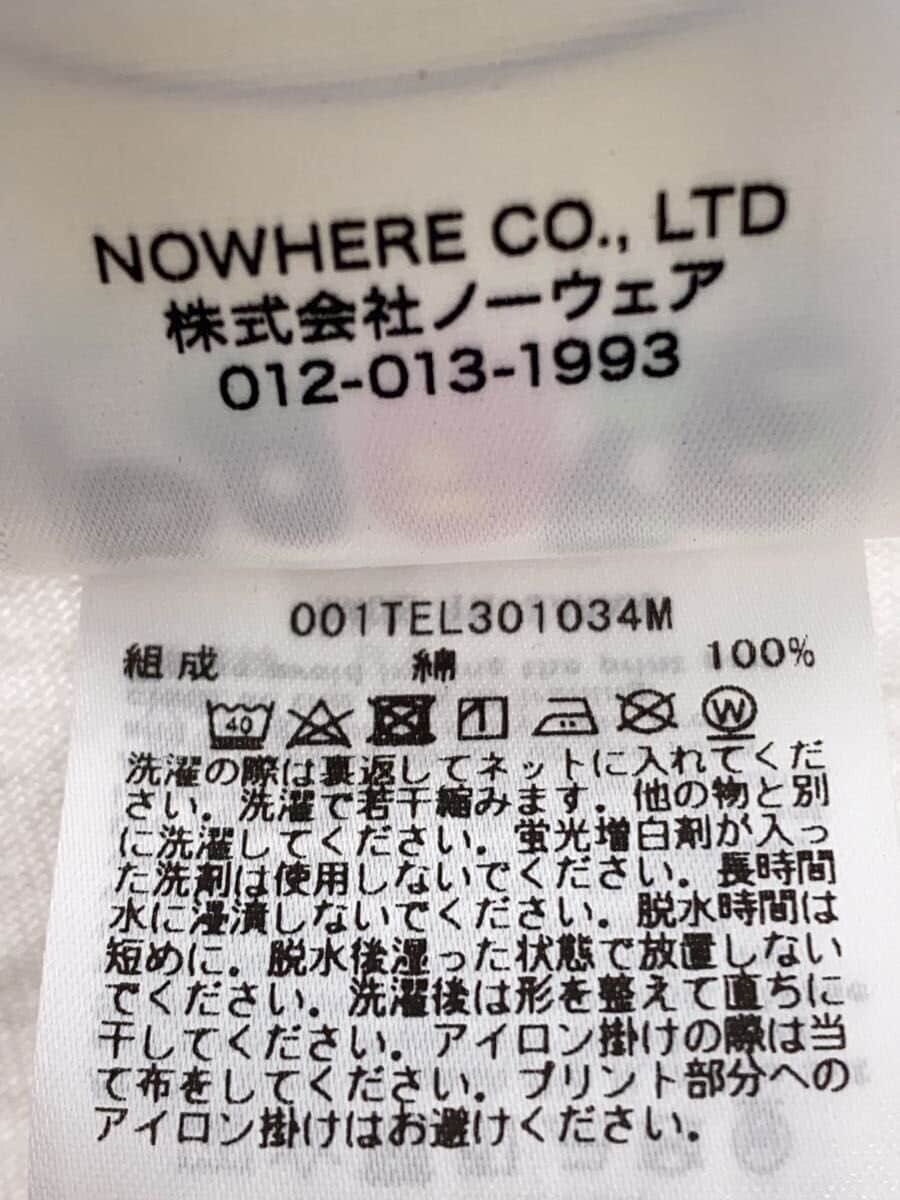 NOWHERE CO., LTD
株式会社ノーウェア
012-013-1993
001TEL301034M
組成 綿 100%
40
W
洗濯の際は裏返してネットに入れてくだ
さい。洗濯で若干縮みます。他の物と別
に洗濯してください。蛍光増白剤が入っ
た洗剤は使用しないでください。長時間
水に浸漬しないでください。脱水時間は
短めに。脱水後湿った状態で放置しない
でください。洗濯後は形を整えて直ちに
干してください。アイロン掛けの際は当
て布をしてください。プリント部分への
アイロン掛けはお避けください。